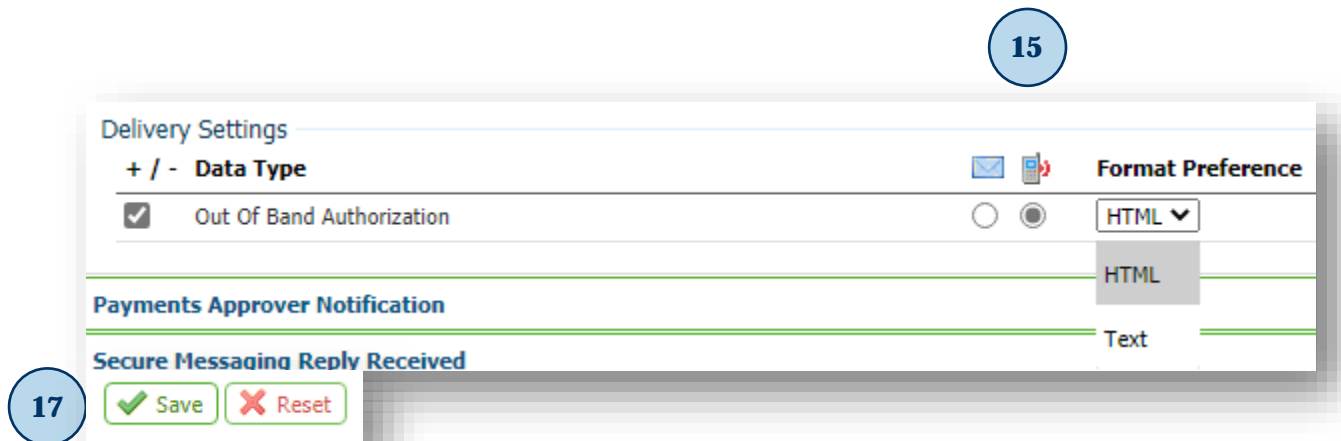 15
Delivery Settings
+ / - Data Type Format Preference
Out Of Band Authorization HTML
HTML
Payments Approver Notification
Text
Secure Messaging Reply Received
17 Save Reset